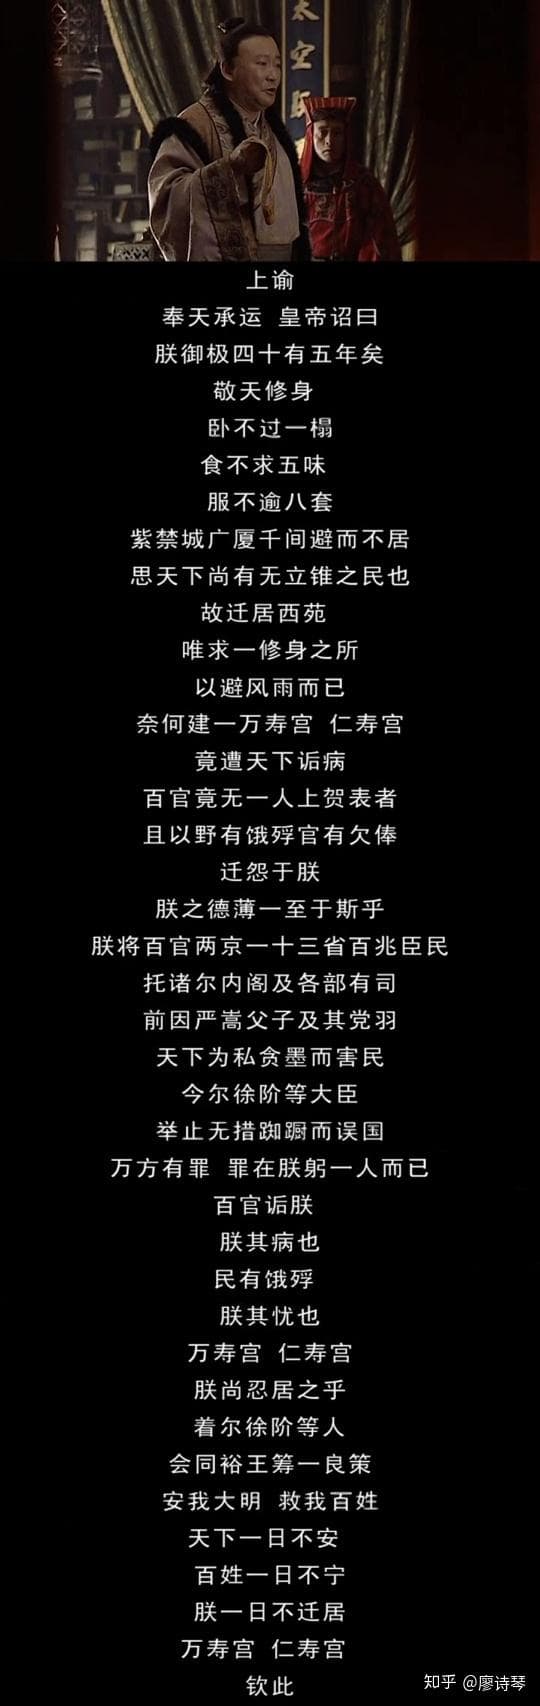 太空
上谕
奉天承运 皇帝诏曰
朕御极四十有五年矣
敬天修身
卧不过一榻
食不求五味
服不逾八套
紫禁城广厦千间避而不居
思天下尚有无立锥之民也
故迁居西苑
唯求一修身之所
以避风雨而已
奈何建一万寿宫 仁寿宫
竟遭天下诟病
百官竟无一人上贺表者
且以野有饿殍官有欠俸
迁怨于朕
朕之德薄一至于斯乎
朕将百官两京一十三省百兆臣民
托诸尔内阁及各部有司
前因严嵩父子及其党羽
天下为私贪墨而害民
今尔徐阶等大臣
举止无措踟蹰而误国
万方有罪 罪在朕躬一人而已
百官诟朕
朕其病也
民有饿殍
朕其忧也
万寿宫 仁寿宫
朕尚忍居之乎
着尔徐阶等人
会同裕王筹一良策
安我大明 救我百姓
天下一日不安
百姓一日不宁
朕一日不迁居
万寿宫 仁寿宫
钦此
知乎 @廖诗琴